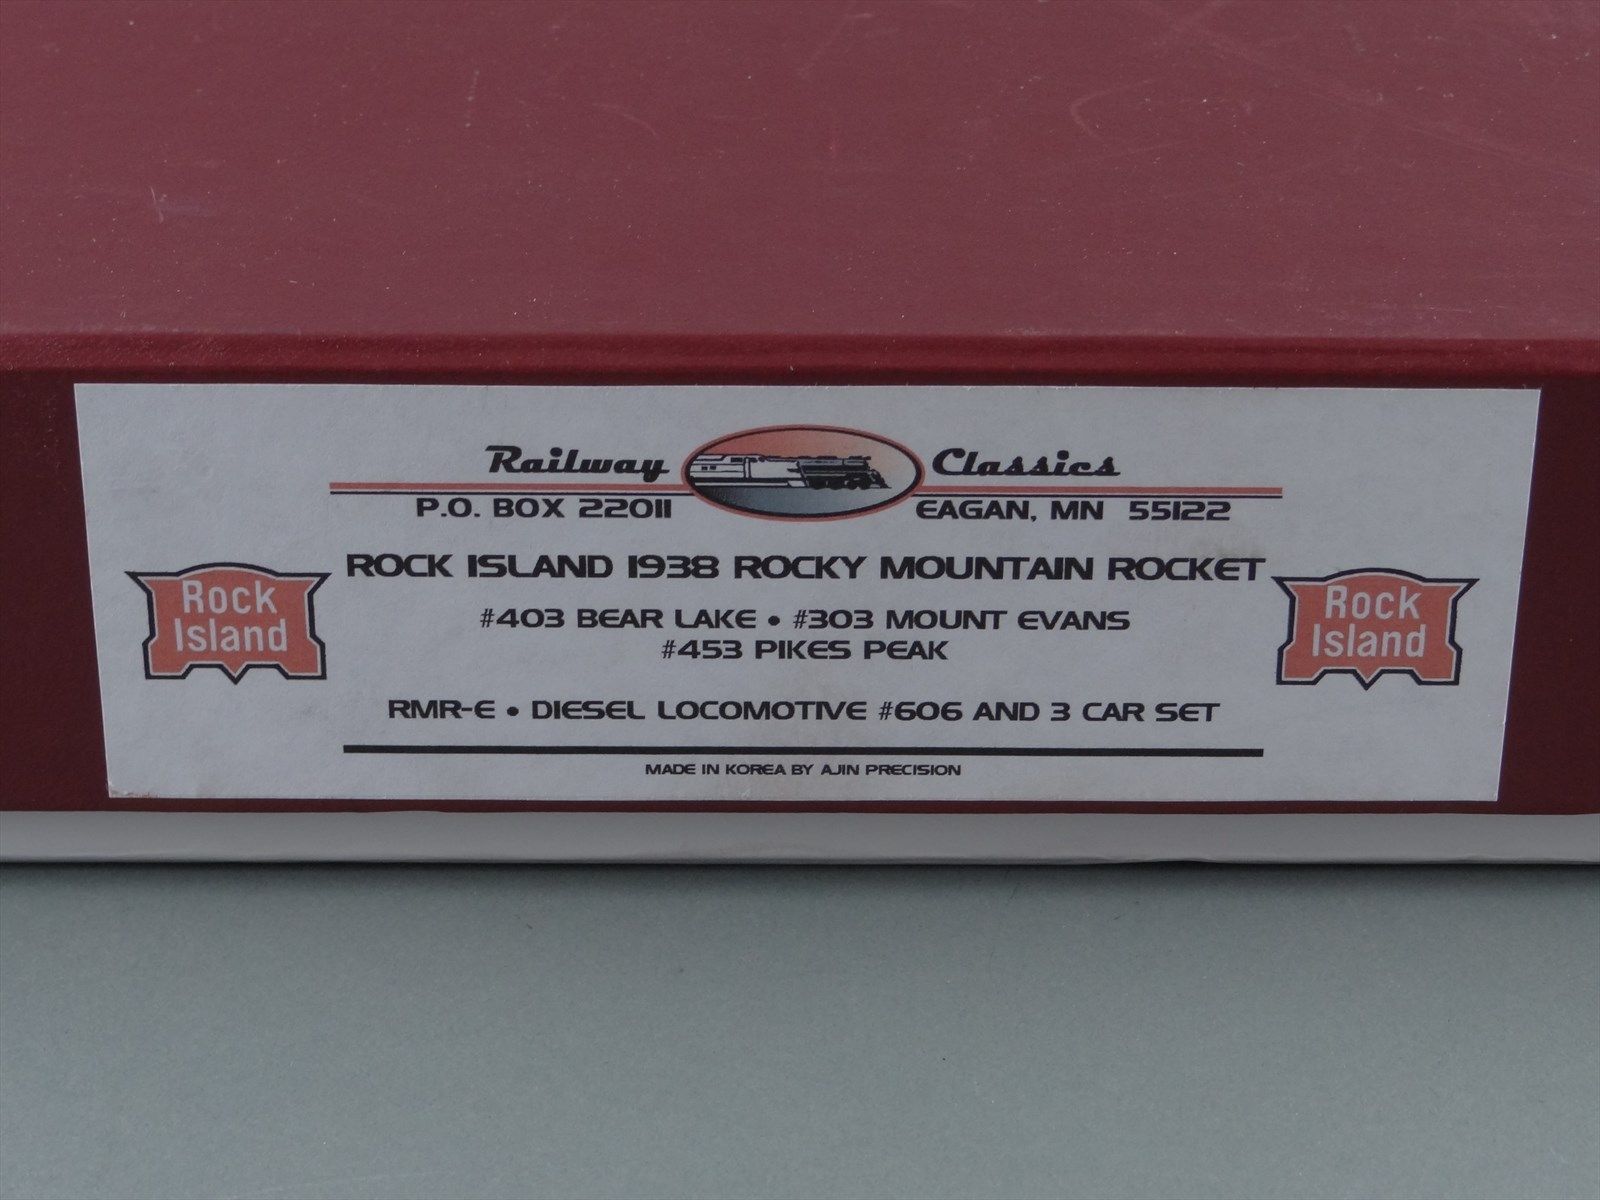 Railway Classics
P.O. BOX 22011 EAGAN, MN 55122
ROCK ISLAND 1938 ROCKY MOUNTAIN ROCKET
Rock
Island
#403 BEAR LAKE • #303 MOUNT EVANS
#453 PIKES PEAK
Rock
Island
RMR-E • DIESEL LOCOMOTIVE #606 AND 3 CAR SET
MADE IN KOREA BY AJIN PRECISION